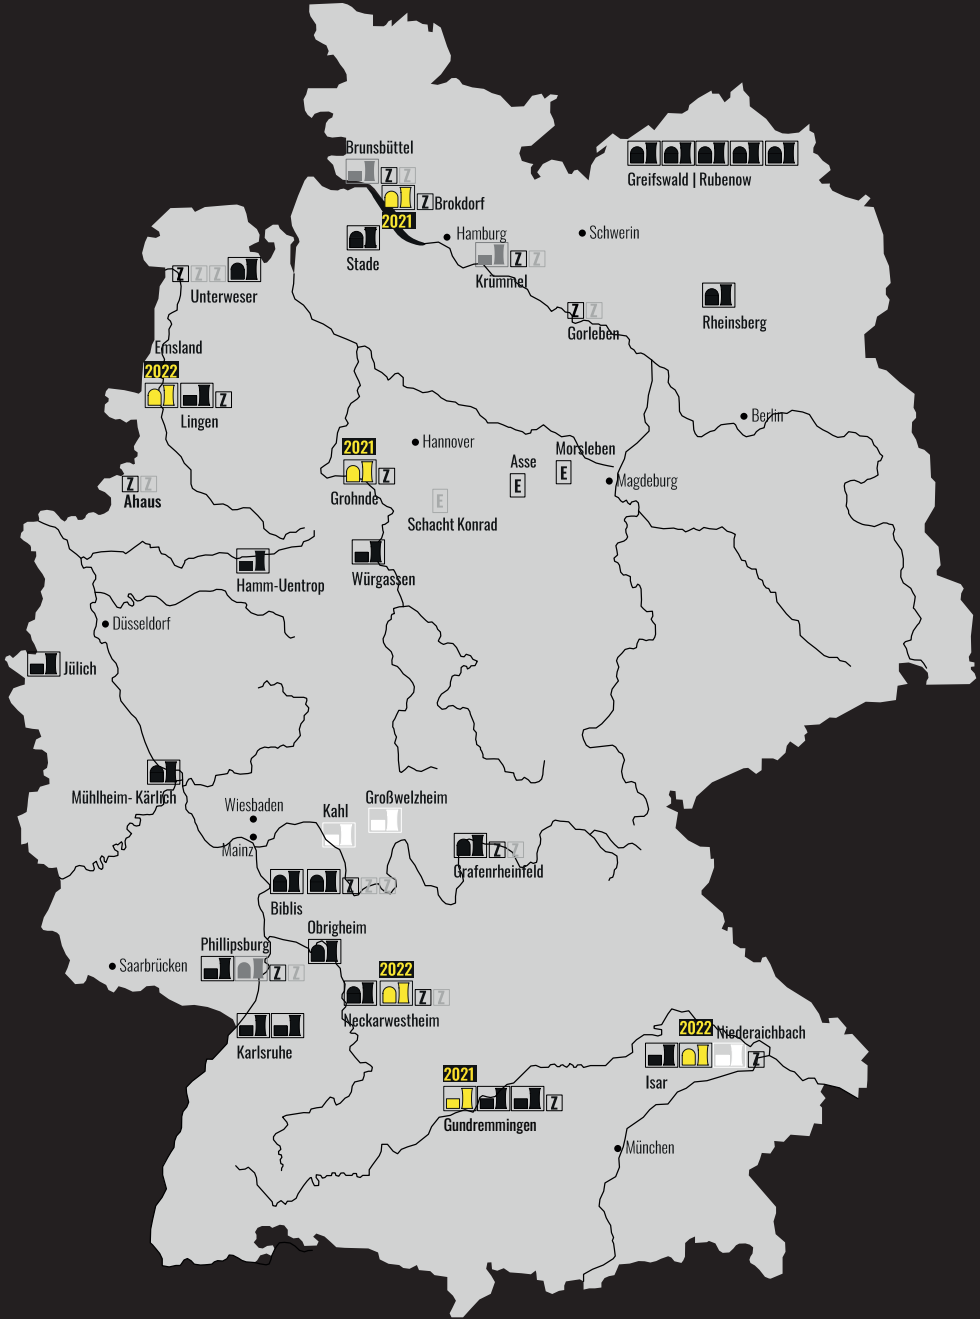 Brunsbüttel
Z Z
Z Brokdorf
2021
Greifswald | Rubenow
Hamburg
Schwerin
Stade
Z Z
Krümmel
Z Z Z
Unterweser
Rheinsberg
Z Z
Gorleben
Emsland
2022
Z
Lingen
Berlin
2021
Hannover
Z
Grohnde
Morsleben
E
Asse
E
Magdeburg
Z Z
Ahaus
E
Schacht Konrad
Hamm-Uentrop
Würgassen
Düsseldorf
Jülich
Mühlheim- Kärlich
Wiesbaden
Mainz
Kahl
Großwelzheim
Z Z
Grafenrheinfeld
Z Z Z
Biblis
Obrigheim
Phillipsburg
Z Z
Saarbrücken
2022
Z Z
Neckarwestheim
Karlsruhe
2022 Niederaichbach
Z
Isar
2021
Z
Gundremmingen
München